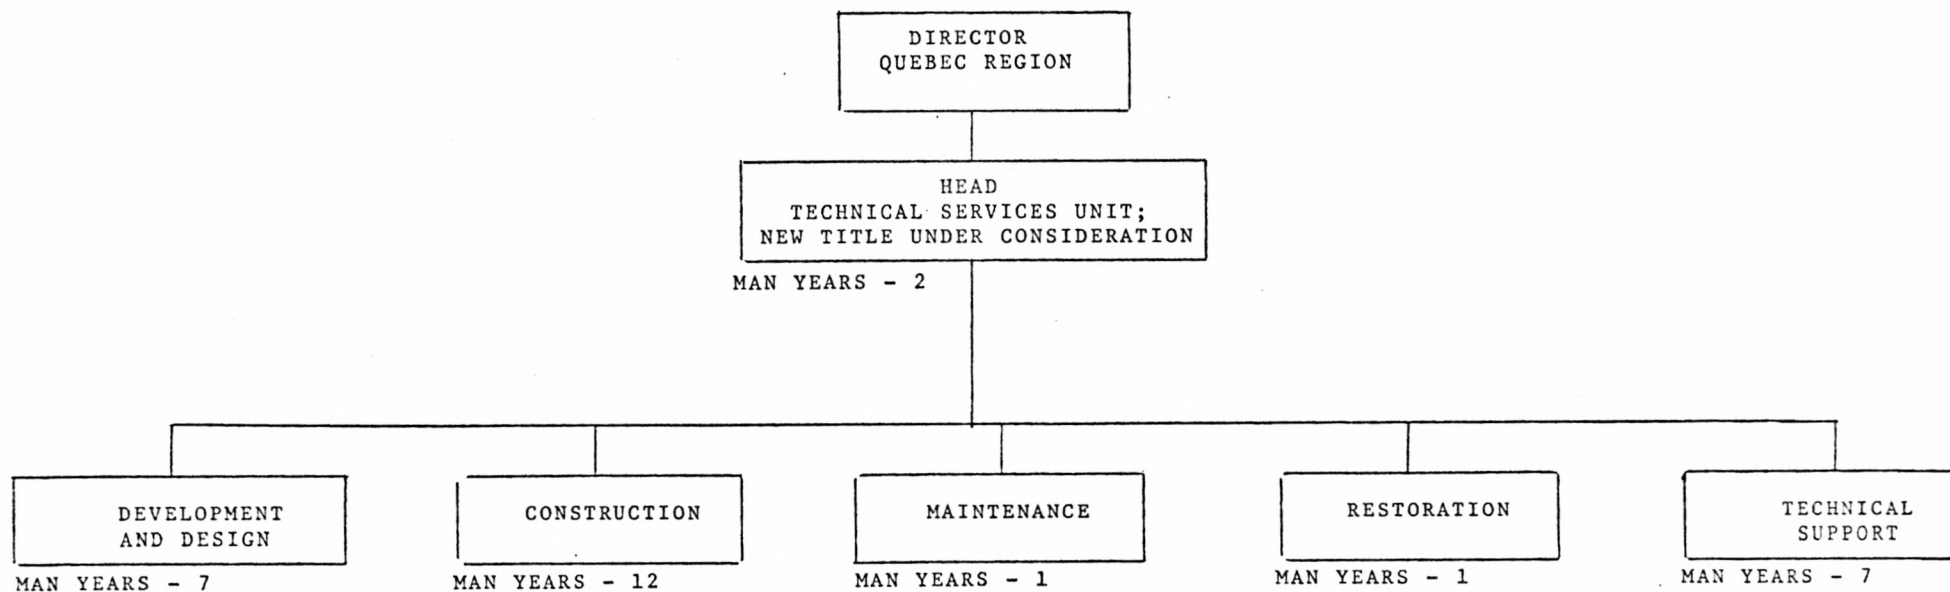 DIRECTOR
QUEBEC REGION
HEAD
TECHNICAL SERVICES UNIT;
NEW TITLE UNDER CONSIDERATION
MAN YEARS - 2
DEVELOPMENT
AND DESIGN
MAN YEARS - 7
CONSTRUCTION
MAN YEARS - 12
MAINTENANCE
MAN YEARS - 1
RESTORATION
MAN YEARS - 1
TECHNICAL
SUPPORT
MAN YEARS - 7